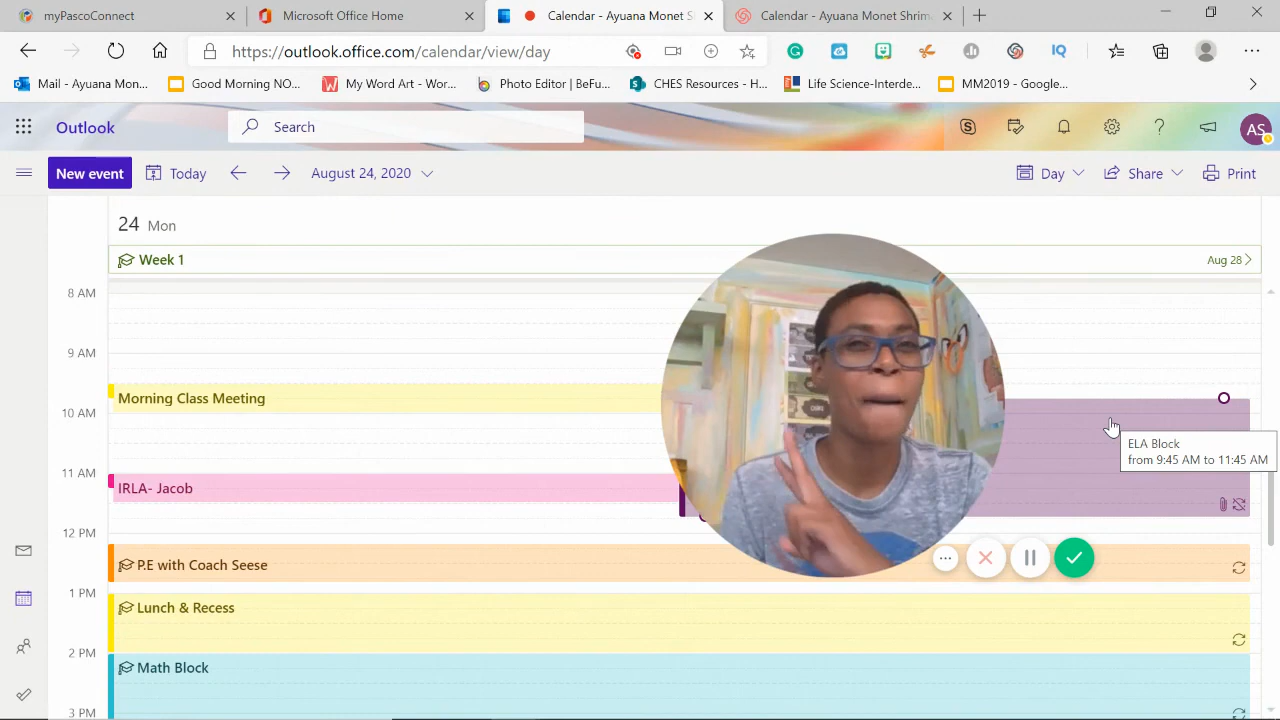 myPascoConnect
Microsoft Office Home
Calendar - Ayuana Monet S
Calendar - Ayuana Monet Shrim
https://outlook.office.com/calendar/view/day
IQ
Mail - Ayuana Mon...
Good Morning NO...
My Word Art - Wor...
Photo Editor | BeFu...
CHES Resources - H...
Life Science-Interde...
MM2019 - Google...
Outlook
Search
AS
New event
Today
August 24, 2020
Day
Share
Print
24 Mon
Week 1
Aug 28
8 AM
9 AM
Morning Class Meeting
10 AM
ELA Block
from 9:45 AM to 11:45 AM
11 AM
IRLA- Jacob
12 PM
P.E with Coach Seese
1 PM
Lunch & Recess
2 PM
Math Block
3 PM